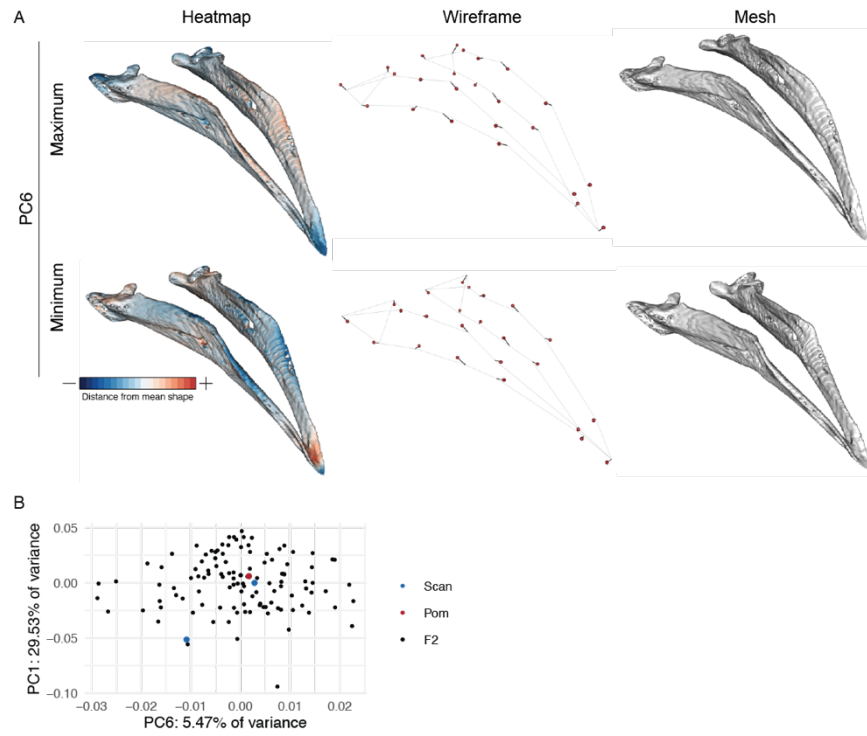 A
Heatmap
Wireframe
Mesh
PC6
Maximum
Minimum
— +
Distance from mean shape
B
PC1: 29.53% of variance
0.05
0.00
−0.05
−0.10
−0.03 −0.02 −0.01 0.00 0.01 0.02
PC6: 5.47% of variance
Scan
Pom
F2